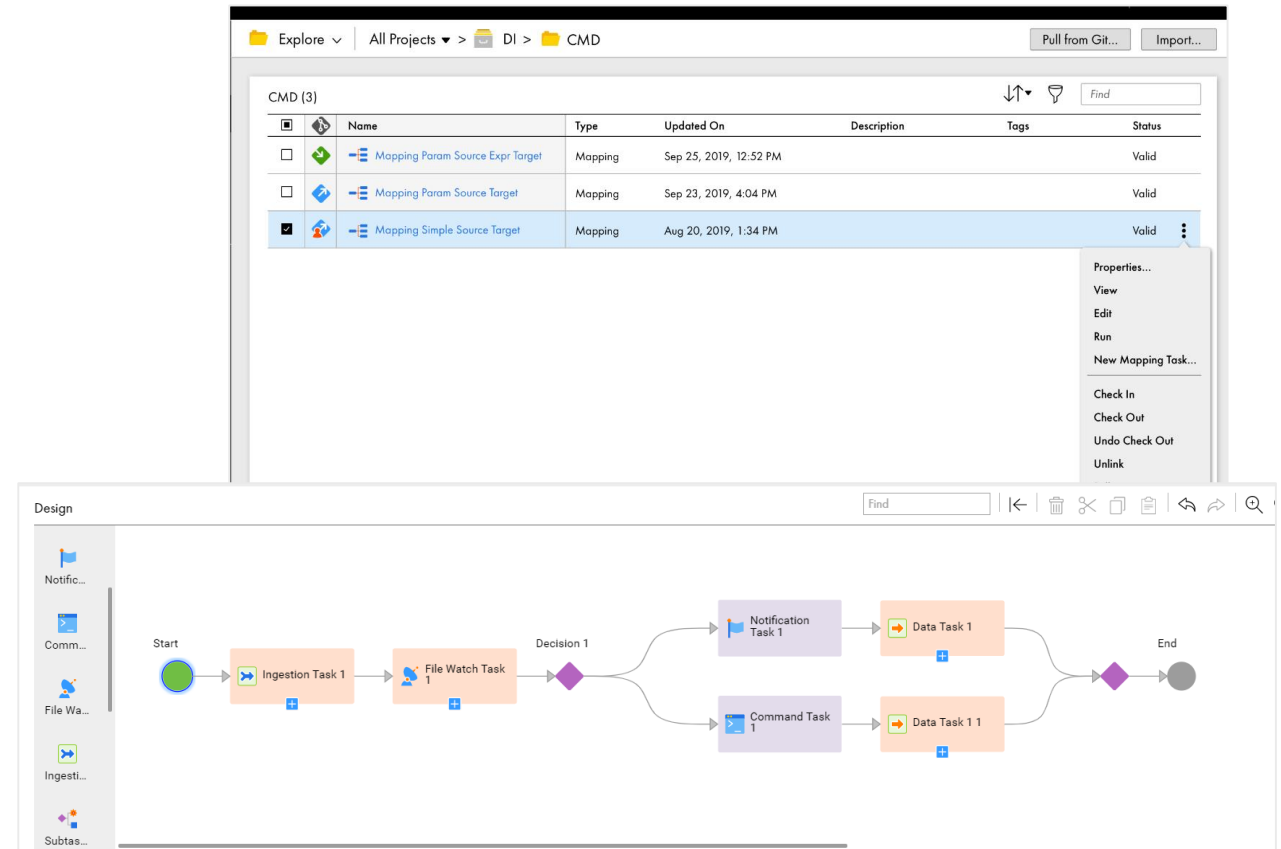 Explore All Projects > DI > CMD Pull from Git... Import...
CMD (3) Find
Name Type Updated On Description Tags Status
Mapping Param Source Expr Target Mapping Sep 25, 2019, 12:52 PM Valid
Mapping Param Source Target Mapping Sep 23, 2019, 4:04 PM Valid
Mapping Simple Source Target Mapping Aug 20, 2019, 1:34 PM Valid
Properties...
View
Edit
Run
New Mapping Task...
Check In
Check Out
Undo Check Out
Unlink
Design Find
Notific...
Comm...
File Wa...
Ingesti...
Subtas...
Start
Ingestion Task 1
File Watch Task
1
Decision 1
Notification
Task 1
Data Task 1
Command Task
1
Data Task 1 1
End